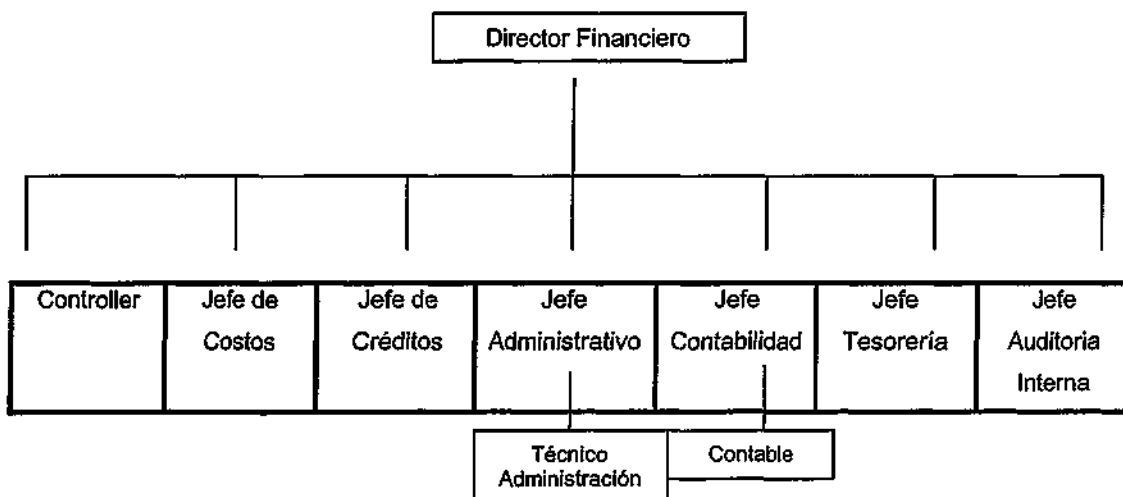 Director Financiero
Controller
Jefe de
Costos
Jefe de
Créditos
Jefe
Administrativo
Jefe
Contabilidad
Jefe
Tesorería
Jefe
Auditoria
Interna
Técnico
Administración
Contable